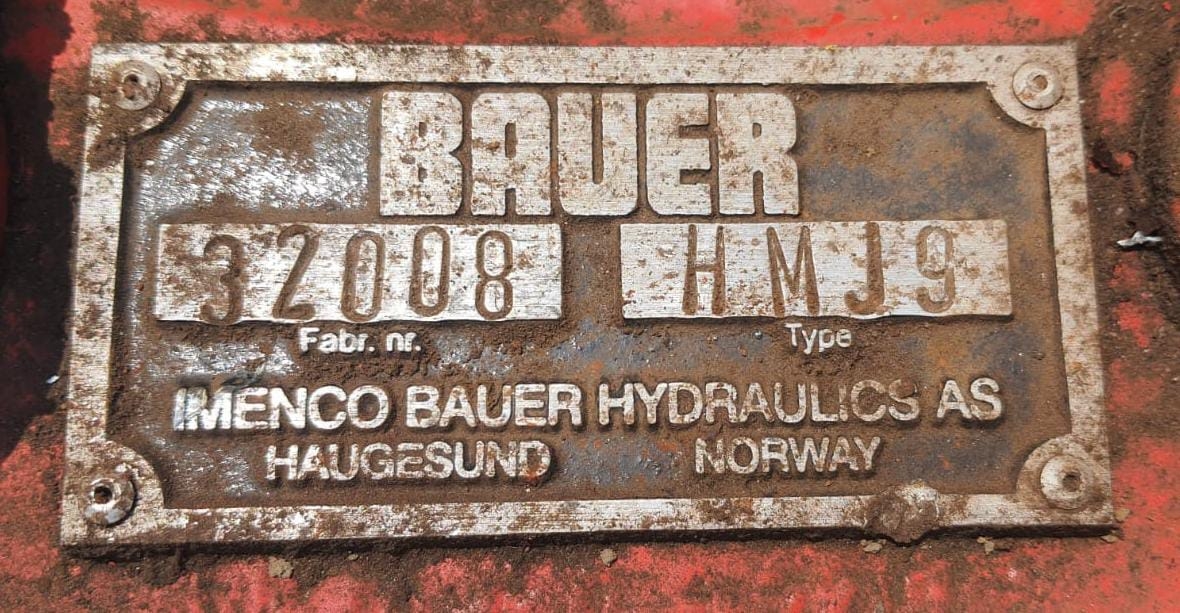 BAUER
32008 HMJ9
Fabr. nr. Type
IMENCO BAUER HYDRAULICS AS
HAUGESUND NORWAY